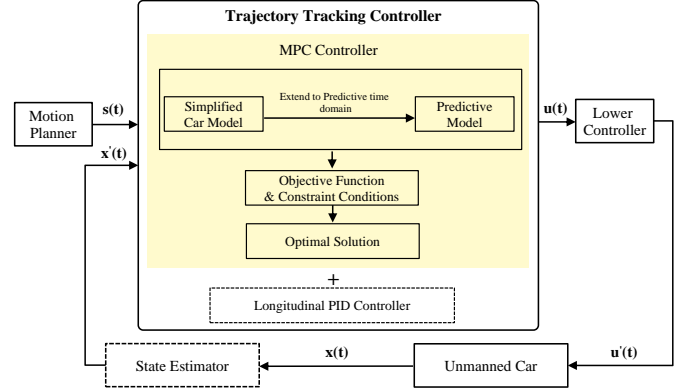 Trajectory Tracking Controller
MPC Controller
Simplified
Car Model
Extend to Predictive time
domain
Predictive
Model
Motion
Planner
s(t)
x'(t)
u(t)
Lower
Controller
Objective Function
& Constraint Conditions
Optimal Solution
+
Longitudinal PID Controller
State Estimator
x(t)
Unmanned Car
u'(t)